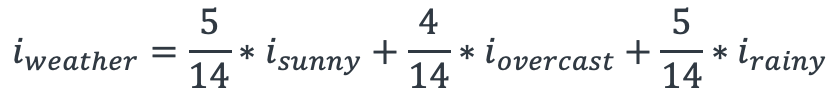 i_weather = 5/14 * i_sunny + 4/14 * i_overcast + 5/14 * i_rainy